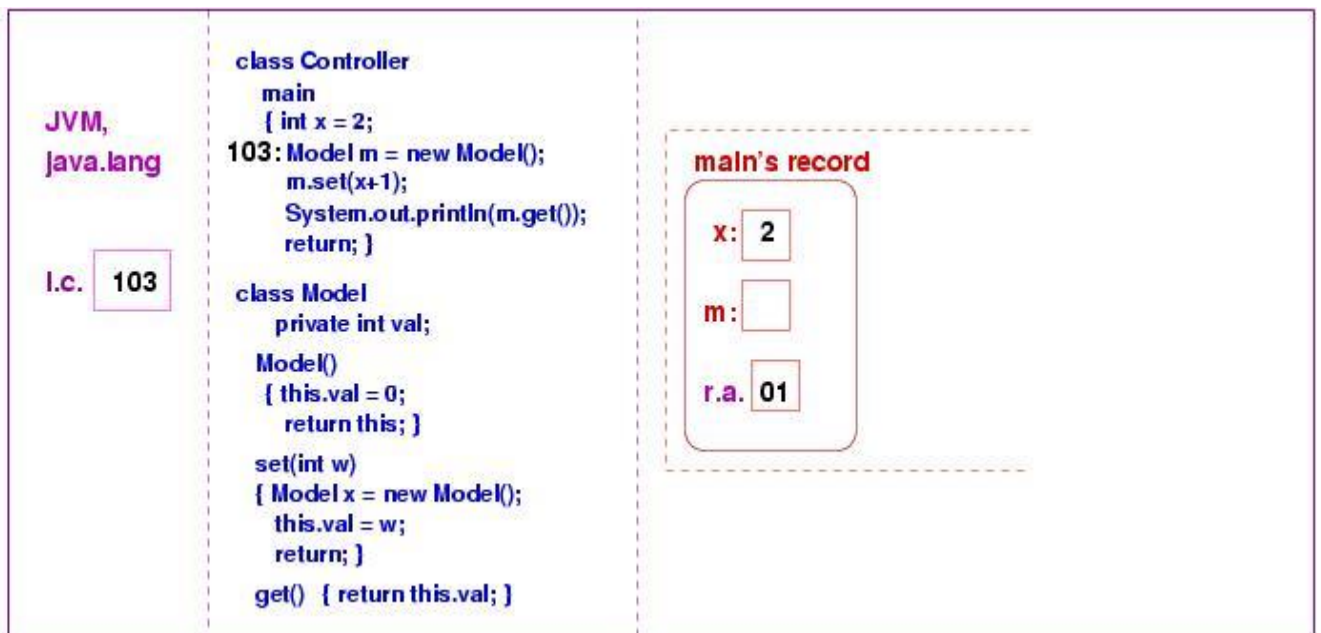 JVM,
java.lang
I.c. 103
class Controller
main
{ int x = 2;
103: Model m = new Model();
m.set(x+1);
System.out.println(m.get());
return; }
class Model
private int val;
Model()
{ this.val = 0;
return this; }
set(int w)
{ Model x = new Model();
this.val = w;
return; }
get() { return this.val; }
main's record
x: 2
m:
r.a. 01